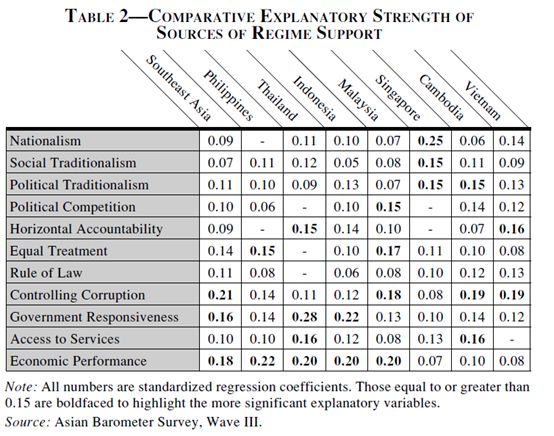 TABLE 2—COMPARATIVE EXPLANATORY STRENGTH OF
SOURCES OF REGIME SUPPORT
Southeast Asia Philippines Thailand Indonesia Malaysia Singapore Cambodia Vietnam
Nationalism 0.09 - 0.11 0.10 0.07 0.25 0.06 0.14
Social Traditionalism 0.07 0.11 0.12 0.05 0.08 0.15 0.11 0.09
Political Traditionalism 0.11 0.10 0.09 0.13 0.07 0.15 0.15 0.13
Political Competition 0.10 0.06 - 0.10 0.15 - 0.14 0.12
Horizontal Accountability 0.09 - 0.15 0.14 0.10 - 0.07 0.16
Equal Treatment 0.14 0.15 - 0.10 0.17 0.11 0.10 0.08
Rule of Law 0.11 0.08 - 0.06 0.08 0.10 0.12 0.13
Controlling Corruption 0.21 0.14 0.11 0.12 0.18 0.08 0.19 0.19
Government Responsiveness 0.16 0.14 0.28 0.22 0.13 0.10 0.14 0.12
Access to Services 0.10 0.10 0.16 0.12 0.08 0.13 0.16 -
Economic Performance 0.18 0.22 0.20 0.20 0.20 0.07 0.10 0.08
Note: All numbers are standardized regression coefficients. Those equal to or greater than
0.15 are boldfaced to highlight the more significant explanatory variables.
Source: Asian Barometer Survey, Wave III.